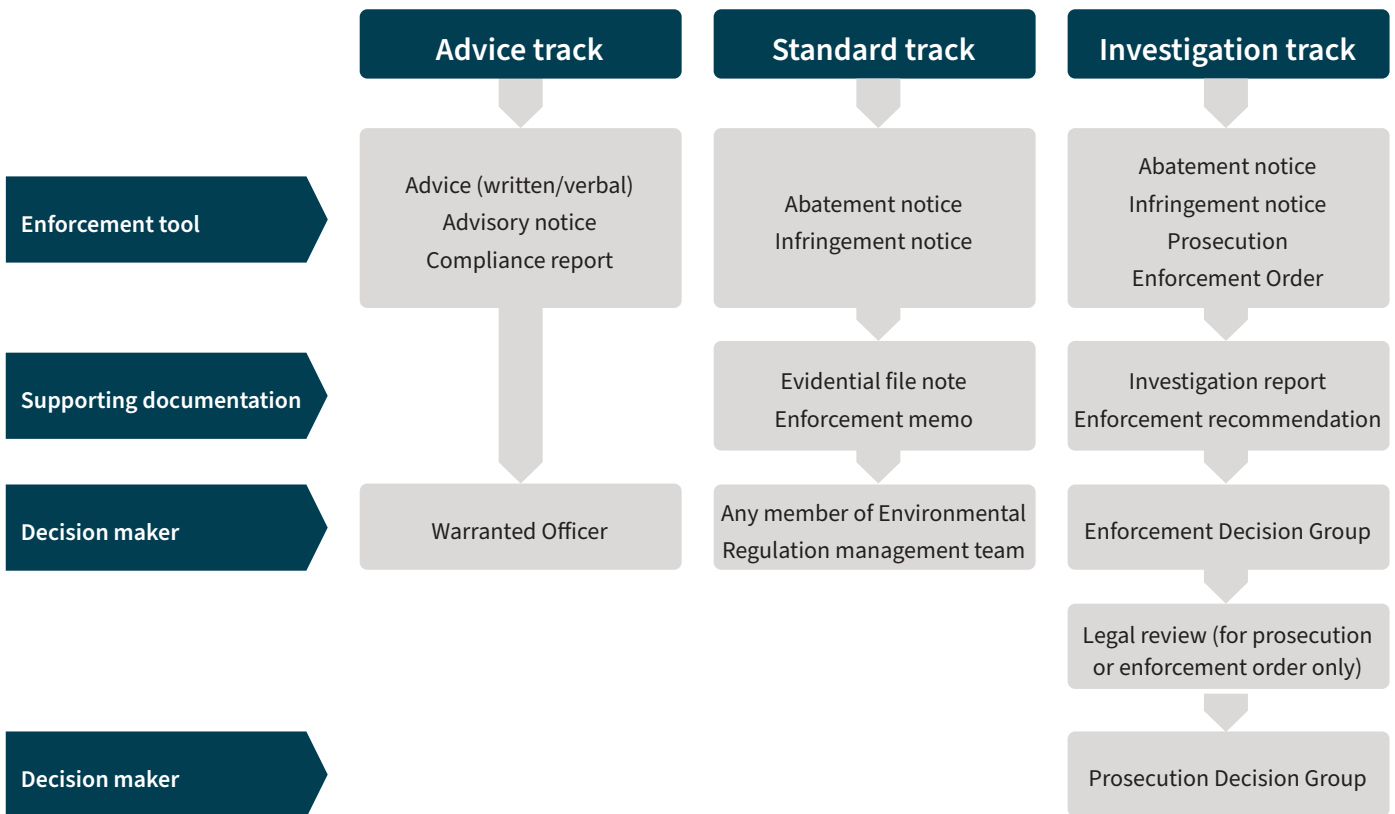 Advice track
Standard track
Investigation track
Enforcement tool
Advice (written/verbal)
Advisory notice
Compliance report
Abatement notice
Infringement notice
Abatement notice
Infringement notice
Prosecution
Enforcement Order
Supporting documentation
Evidential file note
Enforcement memo
Investigation report
Enforcement recommendation
Decision maker
Warranted Officer
Any member of Environmental
Regulation management team
Enforcement Decision Group
Legal review (for prosecution
or enforcement order only)
Decision maker
Prosecution Decision Group